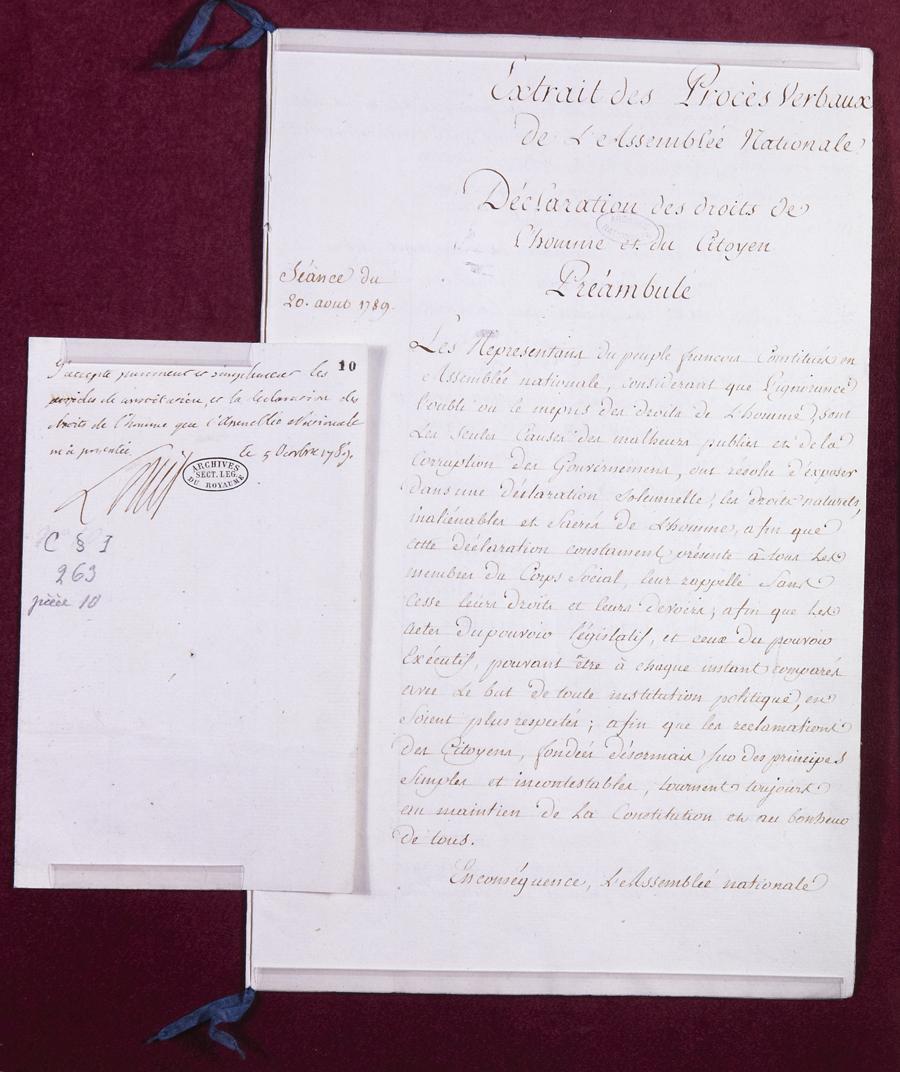 Extrait des Procès Verbaux
de L'Assemblée Nationale
Déclaration des droits de
l'homme et du Citoyen
Préambule
Séance du
20. aout 1789.
Les Representans du peuple francois Constitués en
Assemblée nationale, considerant que L'ignorance
l'oubli ou le mepris des droits de L'homme, sont
Les seules Causes des malheurs publics et de la
Corruption des Gouvernemens, ont résolu d'exposer
dans une déclaration Solemnelle, les droits naturels,
inaliénables et Sacrés de L'homme, afin que
cette déclaration constament présente à tous Les
membres du Corps Social, leur rappelle Sans
Cesse leurs droits et leurs devoirs; afin que Les
actes du pouvoir législatif, et ceux du pouvoir
Exécutif, pouvant être à chaque instant comparés
avec Le but de toute institution politique, en
Soient plus respectés; afin que les reclamations
des Citoyens, fondées désormais sur des principes
Simples et incontestables, tournent toujours
au maintien de La Constitution et au bonheur
de tous.
En conséquence, L'Assemblée nationale
10
J'accepte purement et simplement les
articles de constitution, et la declaration des
droits de l'homme que l'Assemblée Nationale
m'a presentée
le 5 Octobre 1789.
Louis
ARCHIVES
SECT. LEG.
DU ROYAUME
C § I
263
pièce 10